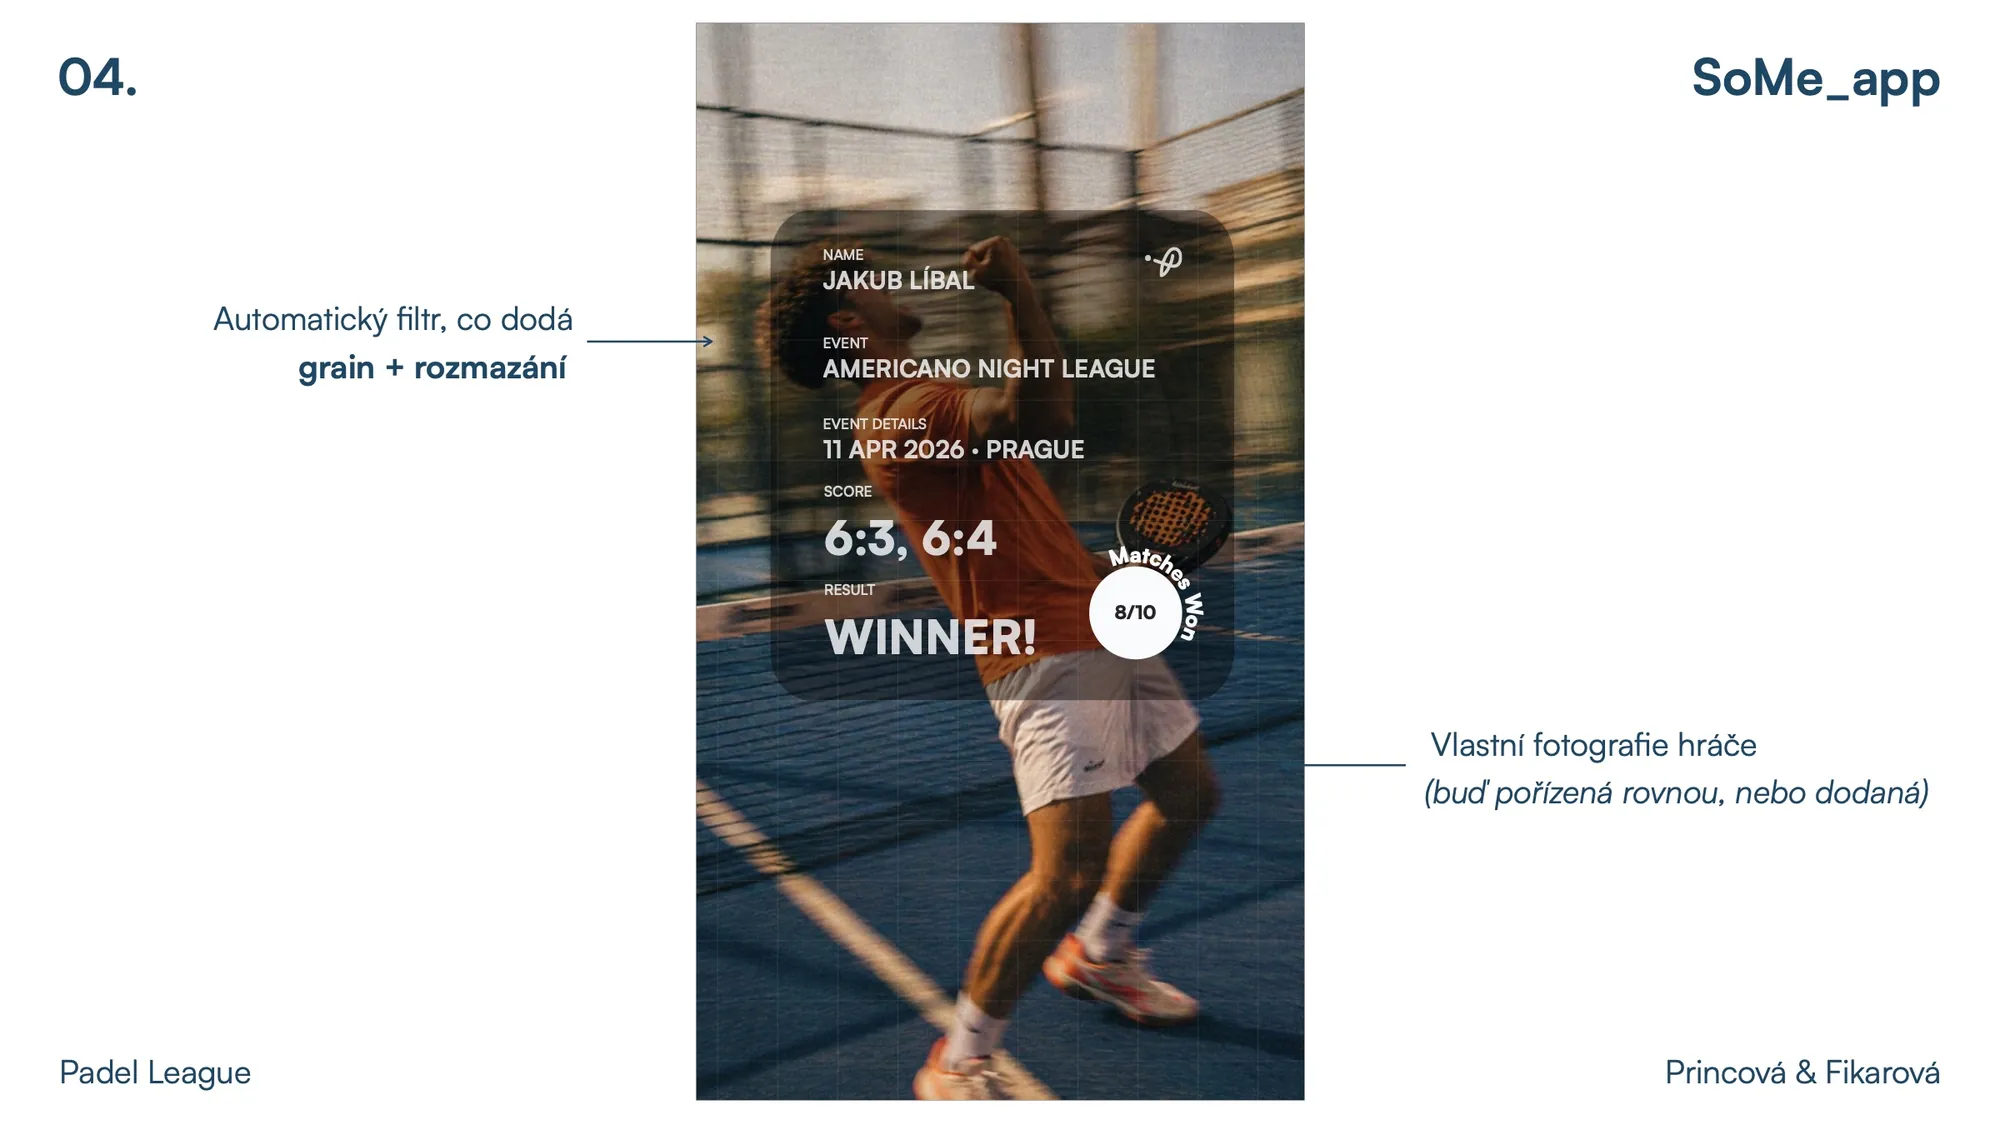 04.
SoMe_app
NAME
JAKUB LÍBAL
Automatický filtr, co dodá
grain + rozmazání
EVENT
AMERICANO NIGHT LEAGUE
EVENT DETAILS
11 APR 2026 · PRAGUE
SCORE
6:3, 6:4
RESULT
WINNER!
Matches Won
8/10
Vlastní fotografie hráče
(buď pořízená rovnou, nebo dodaná)
Padel League
Princová & Fikarová